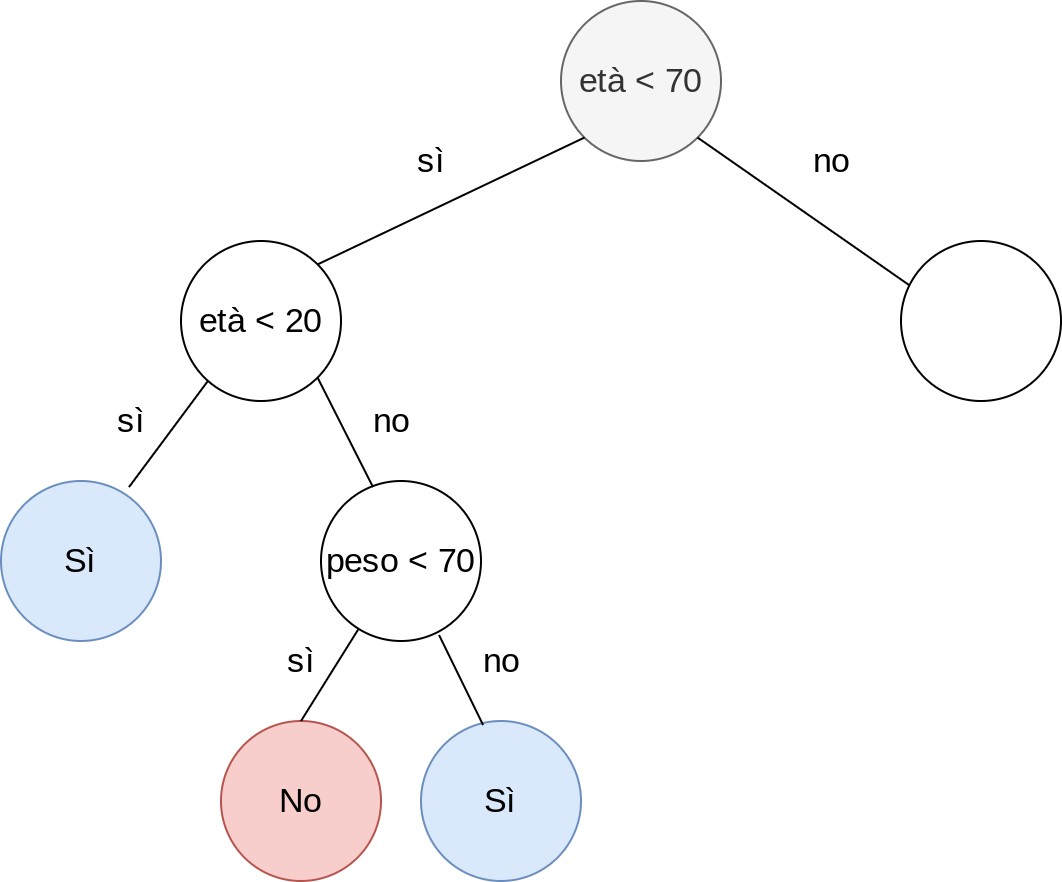 età < 70
sì
no
età < 20
sì
no
Sì
peso < 70
sì
no
No
Sì